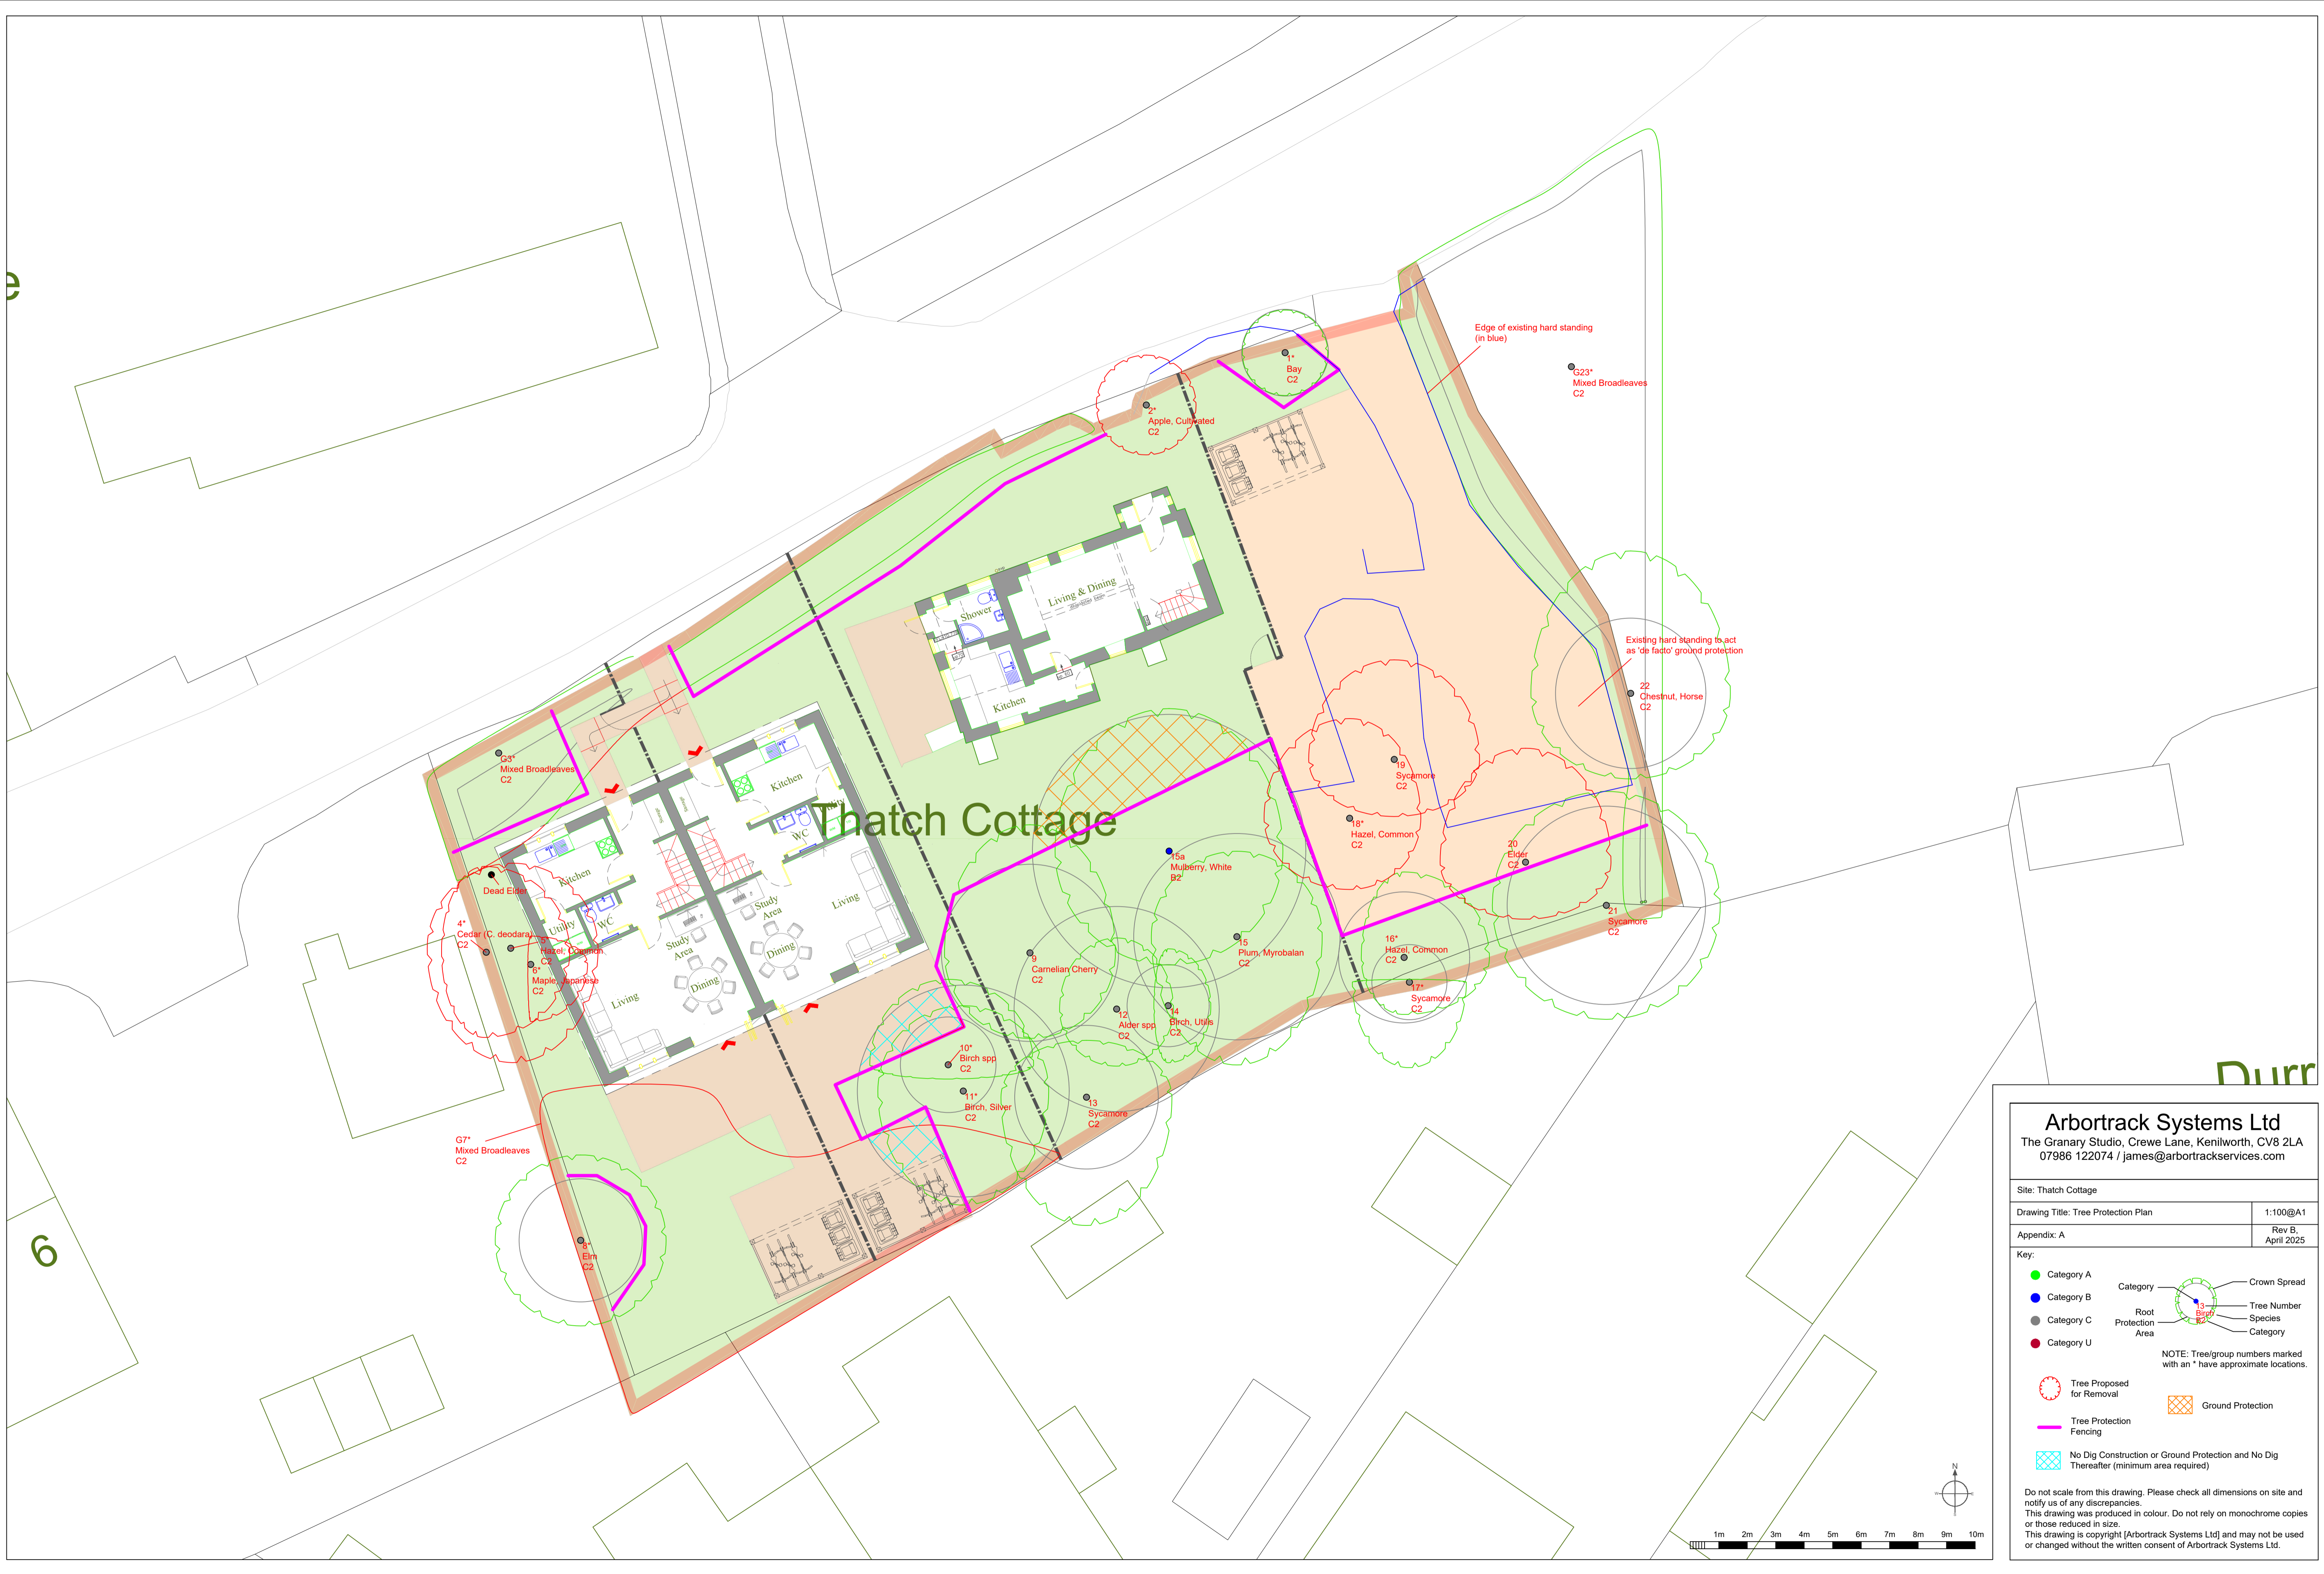 e
Edge of existing hard standing
(in blue)
1*
Bay
C2
G23*
Mixed Broadleaves
C2
2*
Apple, Cultivated
C2
Living & Dining
Shower
Kitchen
Existing hard standing to act
as 'de facto' ground protection
22
Chestnut, Horse
C2
G3*
Mixed Broadleaves
C2
Kitchen
Utility
WC
Thatch Cottage
19
Sycamore
C2
18*
Hazel, Common
C2
20
Elder
C2
15a
Mulberry, White
B2
Dead Elder
Kitchen
Study
Area
Living
4*
Cedar (C. deodara)
C2
Utility
WC
5*
Hazel, Common
C2
6*
Maple, Japanese
C2
Study
Area
Dining
Dining
Living
21
Sycamore
C2
15
Plum, Myrobalan
C2
16*
Hazel, Common
C2
9
Carnelian Cherry
C2
17*
Sycamore
C2
12
Alder spp
C2
14
Birch, Utilis
C2
10*
Birch spp
C2
11*
Birch, Silver
C2
13
Sycamore
C2
G7*
Mixed Broadleaves
C2
8*
Elm
C2
6
Durr
Arbortrack Systems Ltd
The Granary Studio, Crewe Lane, Kenilworth, CV8 2LA
07986 122074 / james@arbortrackservices.com
Site: Thatch Cottage
Drawing Title: Tree Protection Plan
1:100@A1
Appendix: A
Rev B,
April 2025
Key:
Category A
Category B
Category C
Category U
Category
Root
Protection
Area
13
Birch
C2
Crown Spread
Tree Number
Species
Category
NOTE: Tree/group numbers marked
with an * have approximate locations.
Tree Proposed
for Removal
Ground Protection
Tree Protection
Fencing
No Dig Construction or Ground Protection and No Dig
Thereafter (minimum area required)
Do not scale from this drawing. Please check all dimensions on site and
notify us of any discrepancies.
This drawing was produced in colour. Do not rely on monochrome copies
or those reduced in size.
This drawing is copyright [Arbortrack Systems Ltd] and may not be used
or changed without the written consent of Arbortrack Systems Ltd.
N
1m 2m 3m 4m 5m 6m 7m 8m 9m 10m